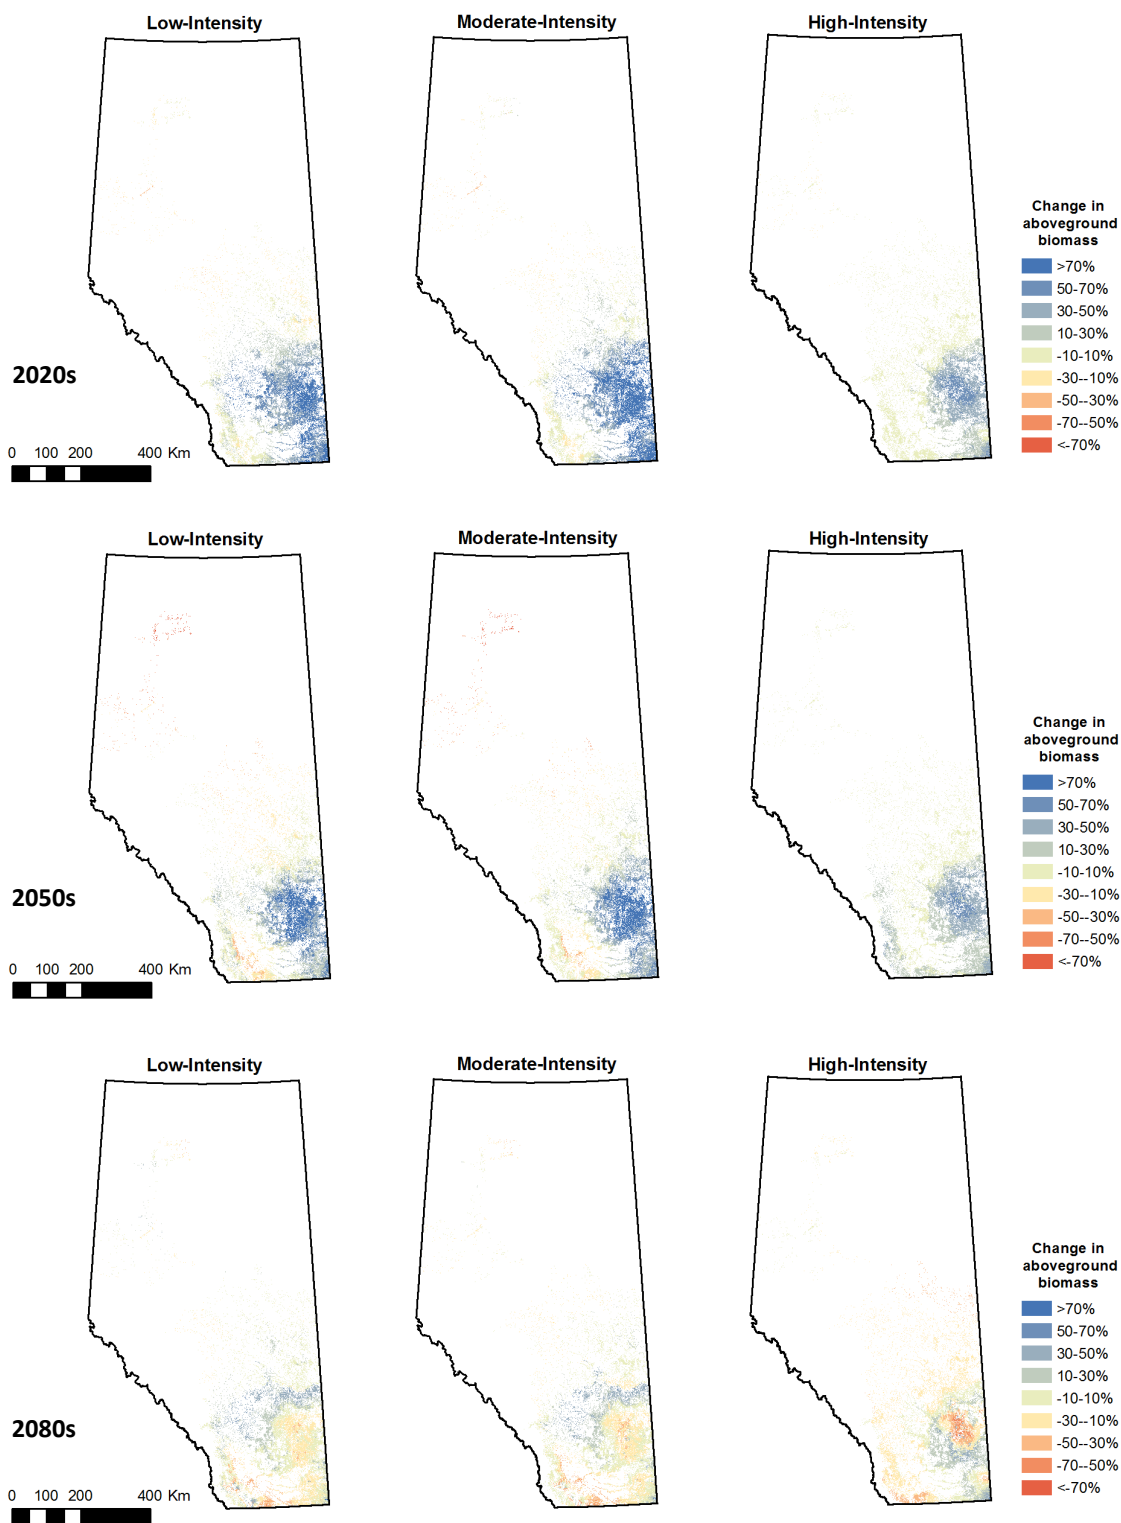 Low-Intensity
Moderate-Intensity
High-Intensity
Change in
aboveground
biomass
>70%
50-70%
30-50%
10-30%
-10-10%
-30--10%
-50--30%
-70--50%
<-70%
2020s
0 100 200 400 Km
Low-Intensity
Moderate-Intensity
High-Intensity
Change in
aboveground
biomass
>70%
50-70%
30-50%
10-30%
-10-10%
-30--10%
-50--30%
-70--50%
<-70%
2050s
0 100 200 400 Km
Low-Intensity
Moderate-Intensity
High-Intensity
Change in
aboveground
biomass
>70%
50-70%
30-50%
10-30%
-10-10%
-30--10%
-50--30%
-70--50%
<-70%
2080s
0 100 200 400 Km